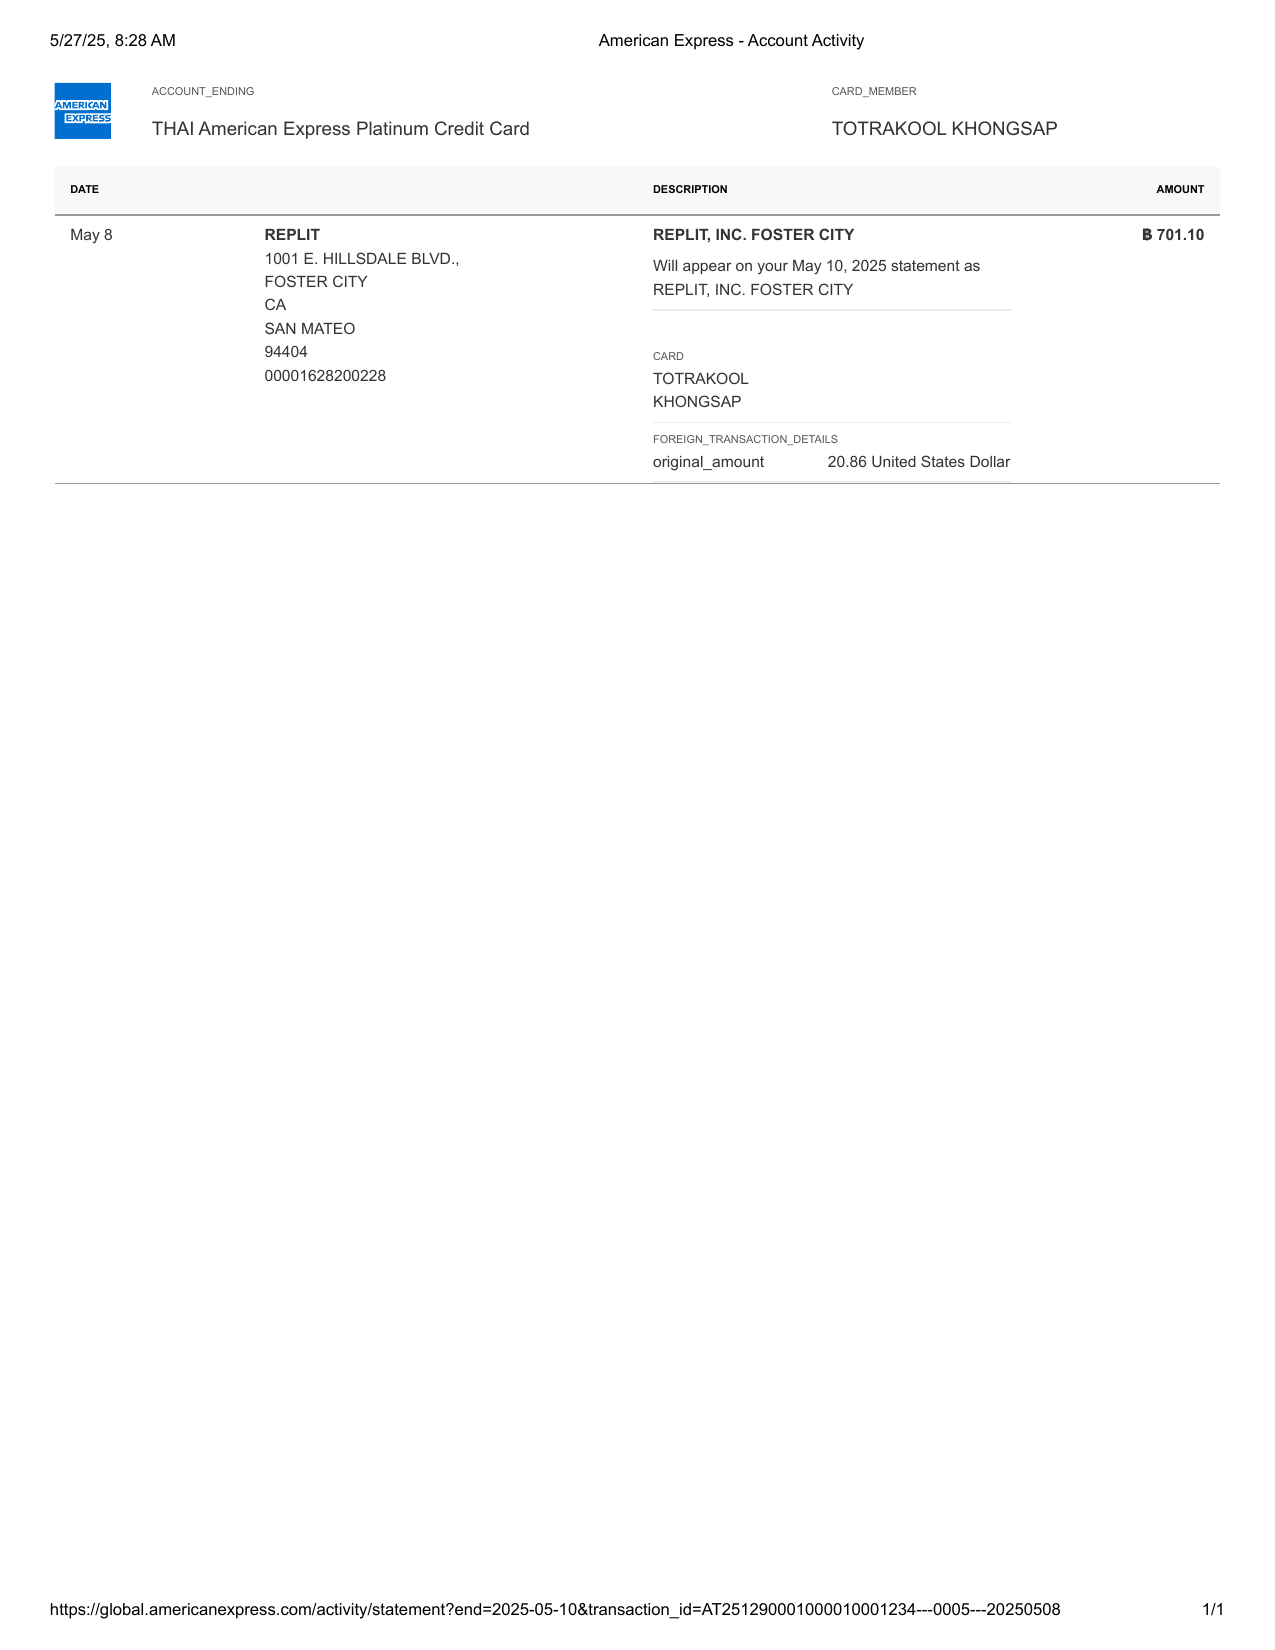 5/27/25, 8:28 AM
American Express - Account Activity
AMERICAN
EXPRESS
ACCOUNT_ENDING
THAI American Express Platinum Credit Card
CARD_MEMBER
TOTRAKOOL KHONGSAP
DATE
DESCRIPTION
AMOUNT
May 8
REPLIT
1001 E. HILLSDALE BLVD.,
FOSTER CITY
CA
SAN MATEO
94404
00001628200228
REPLIT, INC. FOSTER CITY
Will appear on your May 10, 2025 statement as
REPLIT, INC. FOSTER CITY
CARD
TOTRAKOOL
KHONGSAP
FOREIGN_TRANSACTION_DETAILS
original_amount 20.86 United States Dollar
฿ 701.10
https://global.americanexpress.com/activity/statement?end=2025-05-10&transaction_id=AT251290001000010001234---0005---20250508
1/1